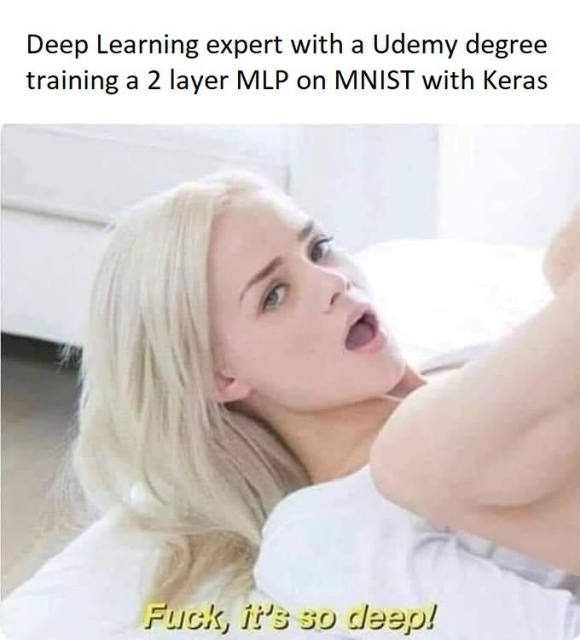 Deep Learning expert with a Udemy degree
training a 2 layer MLP on MNIST with Keras
Fuck, it's so deep!